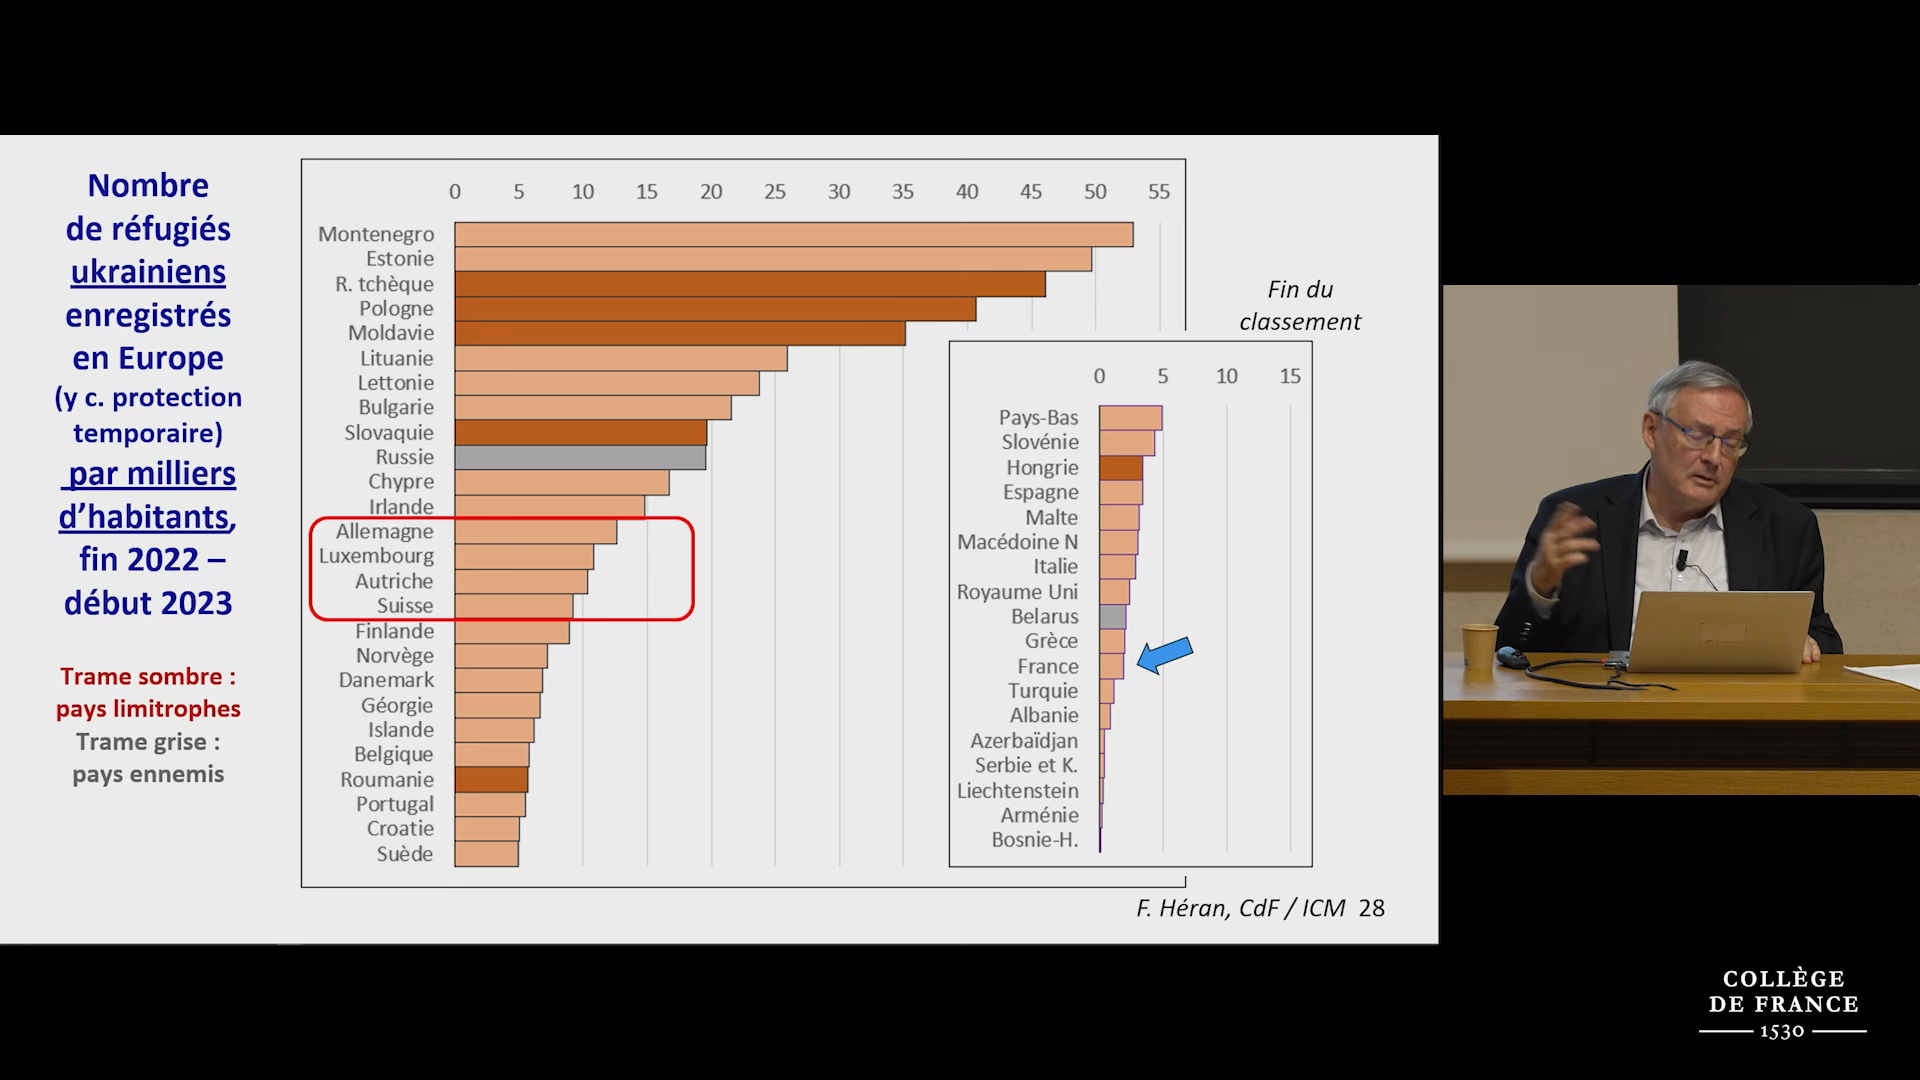 Nombre
de réfugiés
ukrainiens
enregistrés
en Europe
(y c. protection
temporaire)
par milliers
d'habitants,
fin 2022 –
début 2023
Trame sombre :
pays limitrophes
Trame grise :
pays ennemis
0 5 10 15 20 25 30 35 40 45 50 55
Montenegro
Estonie
R. tchèque
Pologne
Moldavie
Lituanie
Lettonie
Bulgarie
Slovaquie
Russie
Chypre
Irlande
Allemagne
Luxembourg
Autriche
Suisse
Finlande
Norvège
Danemark
Géorgie
Islande
Belgique
Roumanie
Portugal
Croatie
Suède
Fin du
classement
0 5 10 15
Pays-Bas
Slovénie
Hongrie
Espagne
Malte
Macédoine N
Italie
Royaume Uni
Belarus
Grèce
France
Turquie
Albanie
Azerbaïdjan
Serbie et K.
Liechtenstein
Arménie
Bosnie-H.
F. Héran, CdF / ICM 28
COLLÈGE
DE FRANCE
1530